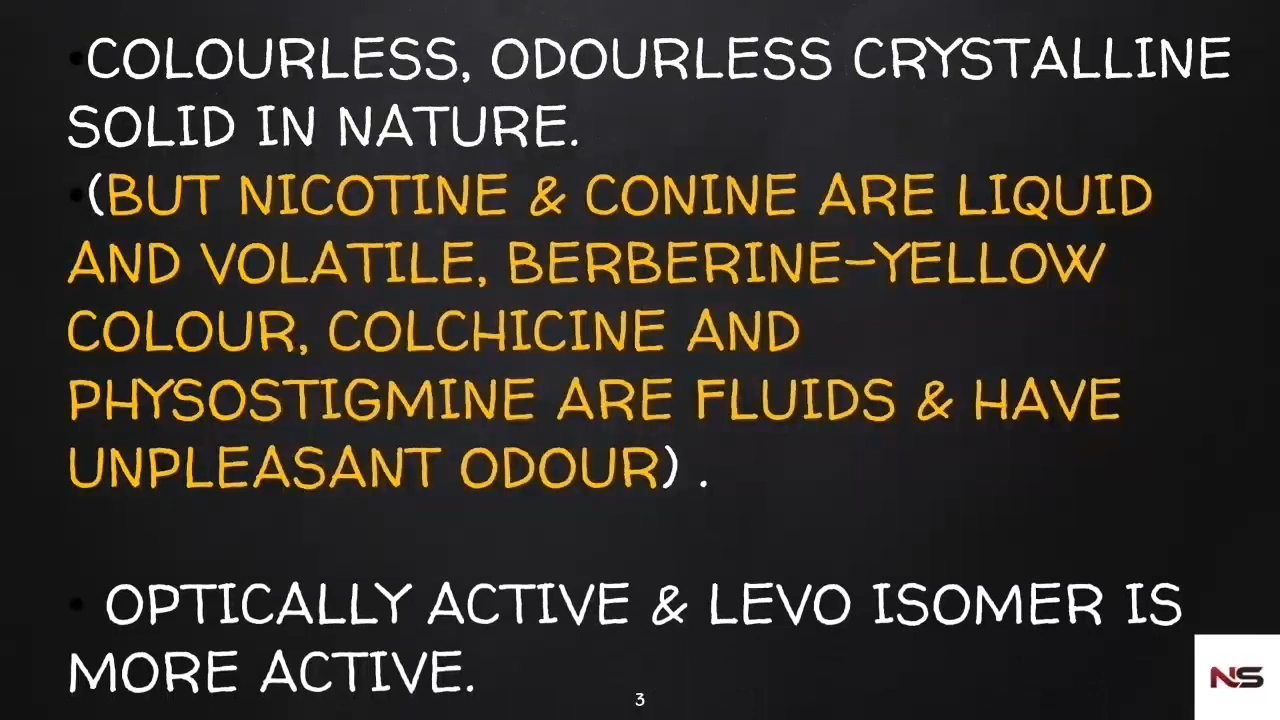 •COLOURLESS, ODOURLESS CRYSTALLINE
SOLID IN NATURE.
•(BUT NICOTINE & CONINE ARE LIQUID
AND VOLATILE, BERBERINE-YELLOW
COLOUR, COLCHICINE AND
PHYSOSTIGMINE ARE FLUIDS & HAVE
UNPLEASANT ODOUR) .
• OPTICALLY ACTIVE & LEVO ISOMER IS
MORE ACTIVE.
3
NS